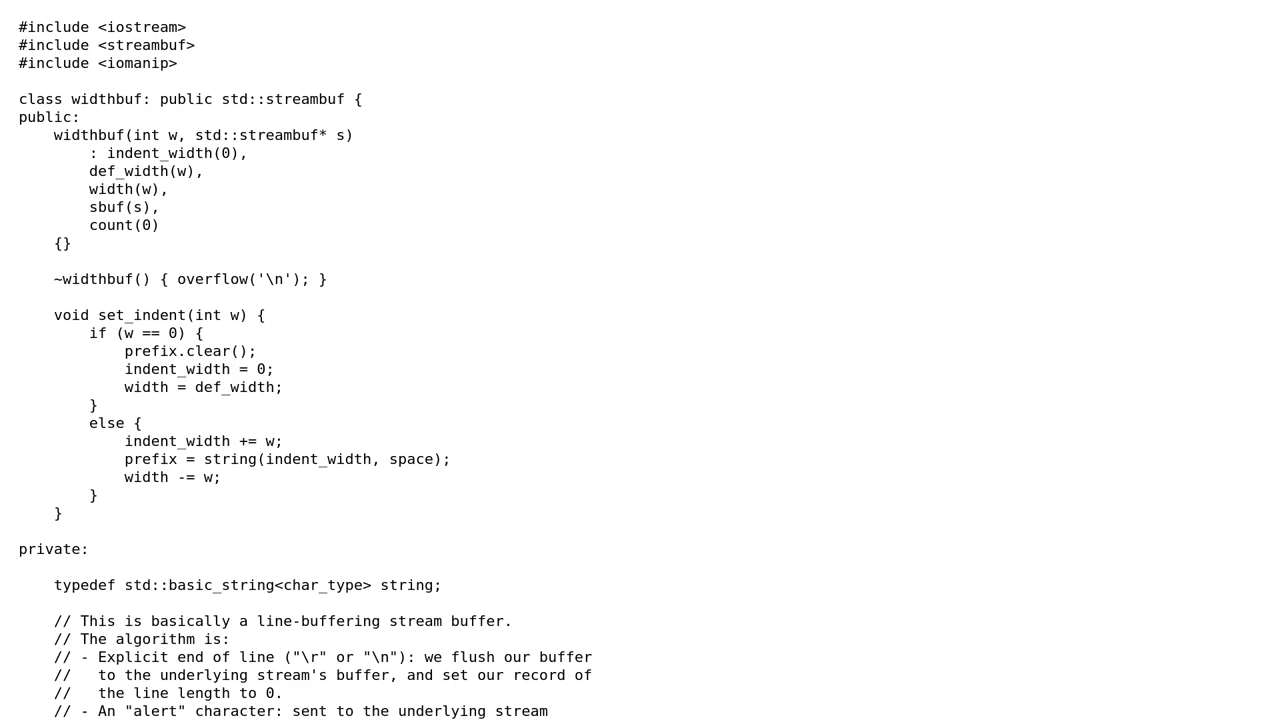 #include <iostream>
#include <streambuf>
#include <iomanip>

class widthbuf: public std::streambuf {
public:
    widthbuf(int w, std::streambuf* s)
        : indent_width(0),
        def_width(w),
        width(w),
        sbuf(s),
        count(0)
    {}

    ~widthbuf() { overflow('\n'); }

    void set_indent(int w) {
        if (w == 0) {
            prefix.clear();
            indent_width = 0;
            width = def_width;
        }
        else {
            indent_width += w;
            prefix = string(indent_width, space);
            width -= w;
        }
    }

private:

    typedef std::basic_string<char_type> string;

    // This is basically a line-buffering stream buffer.
    // The algorithm is:
    // - Explicit end of line ("\r" or "\n"): we flush our buffer
    //   to the underlying stream's buffer, and set our record of
    //   the line length to 0.
    // - An "alert" character: sent to the underlying stream